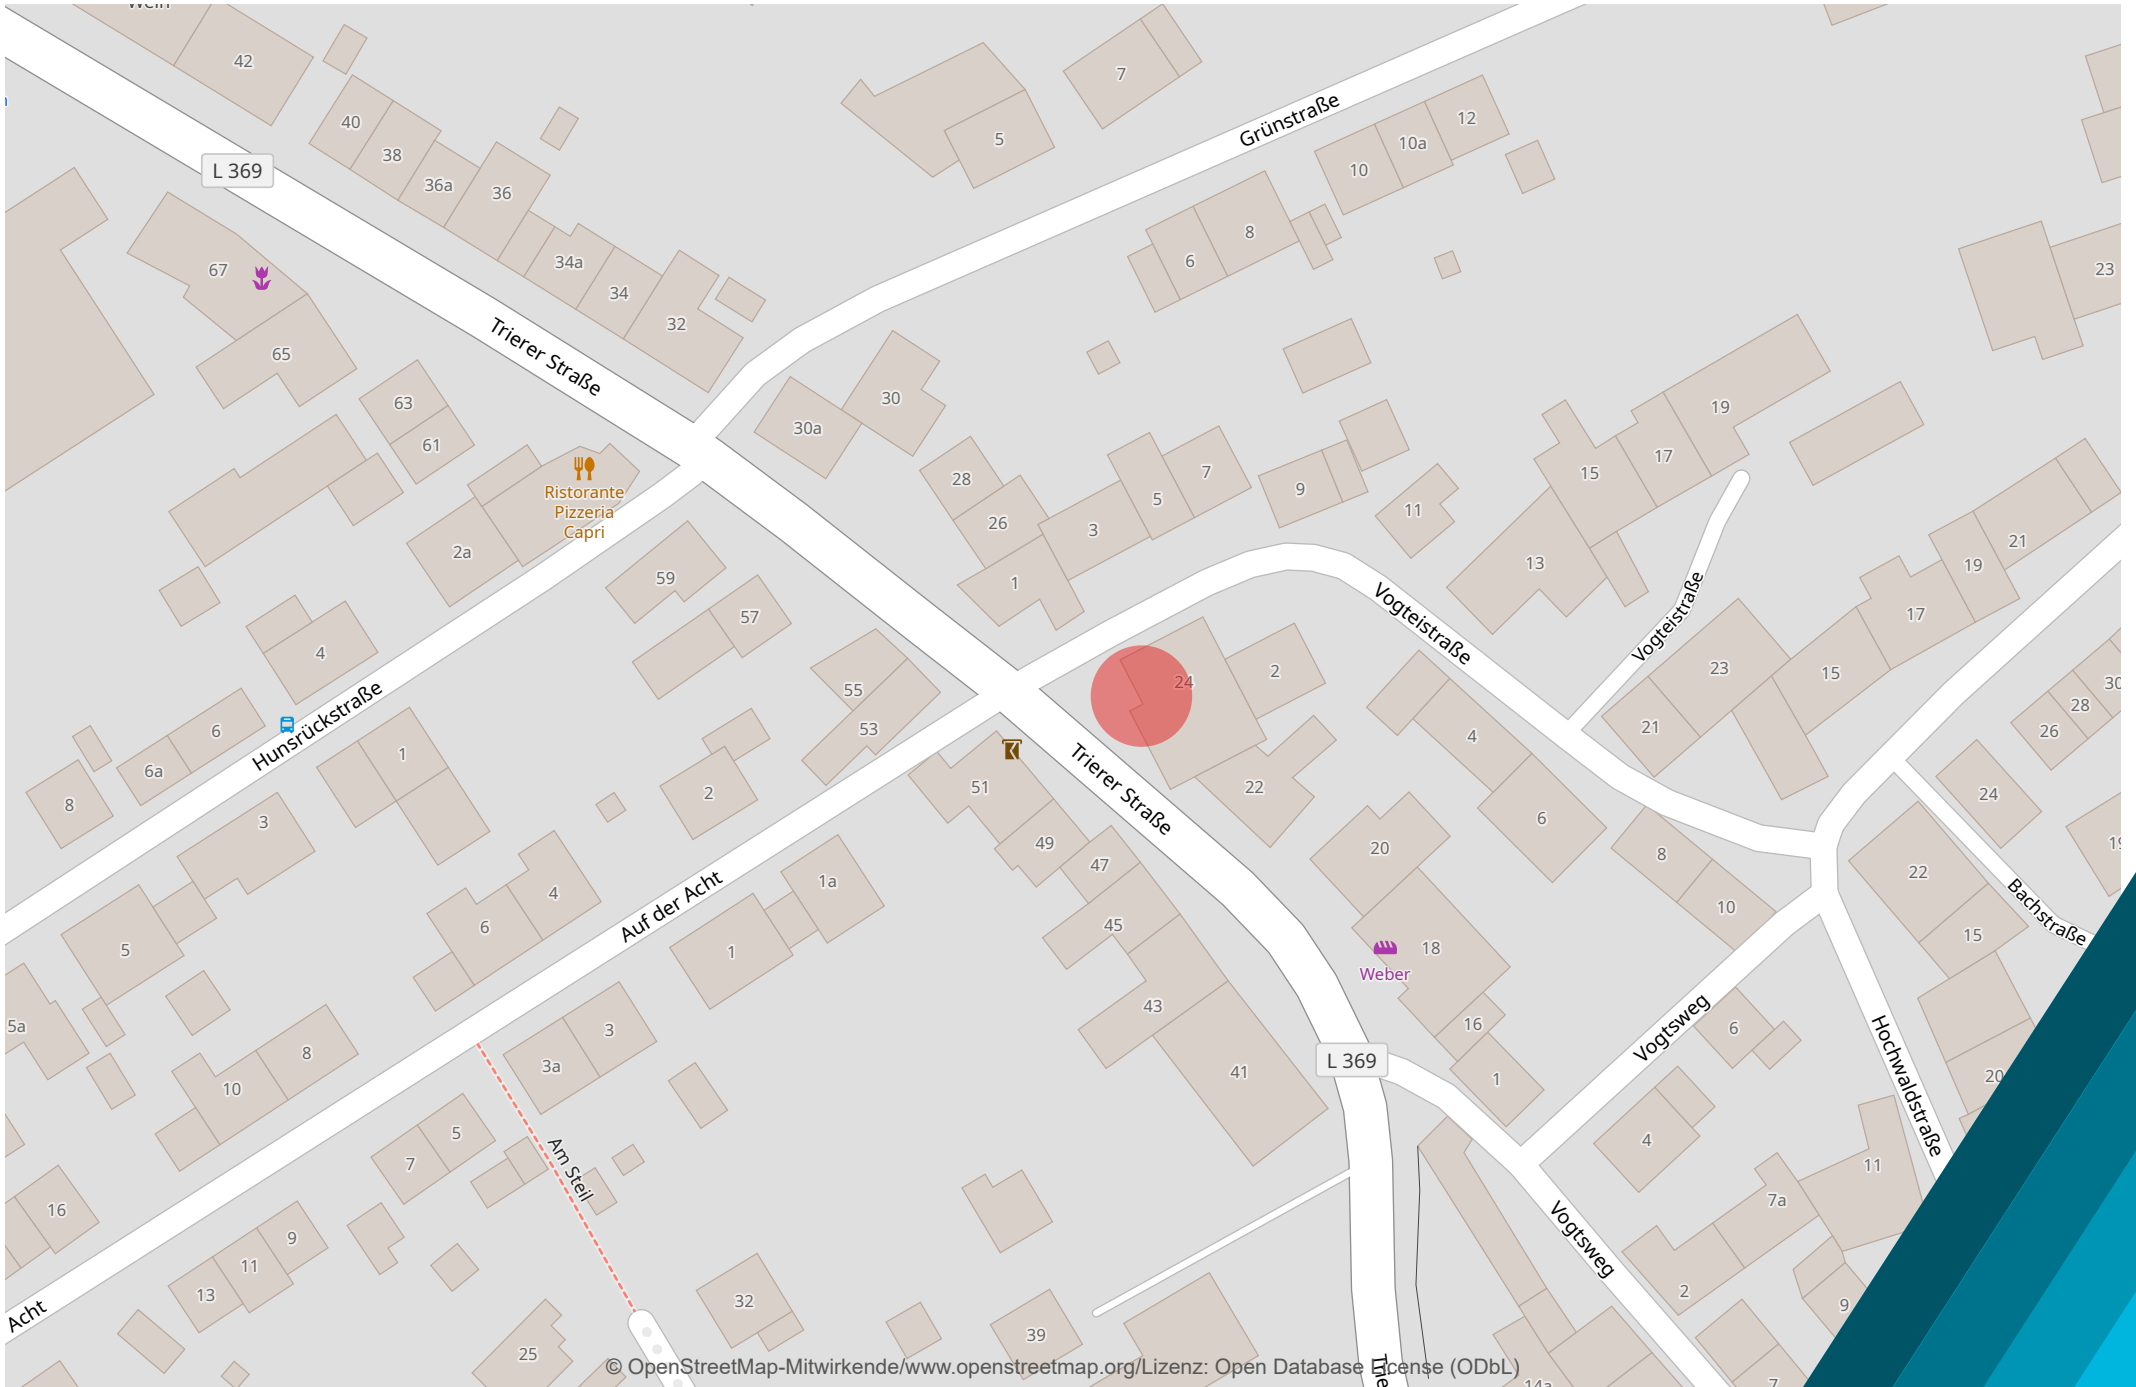 42
40
38
36a
36
L 369
67
65
34a
34
32
Trierer Straße
63
61
Ristorante
Pizzeria
Capri
2a
59
57
30a
30
28
26
1
3
5
7
9
11
5
7
Grünstraße
10
10a
12
6
8
23
15
17
19
13
Vogteistraße
Vogteistraße
21
19
17
15
23
21
30
28
26
24
22
15
Bachstraße
20
4
6
8
10
24
2
22
55
53
51
49
47
45
43
41
Trierer Straße
4
Hunsrückstraße
6
6a
8
1
3
5
5a
2
4
6
Auf der Acht
1a
1
3
3a
8
10
5
7
Am Steil
16
9
11
13
Acht
25
32
39
20
18
Weber
16
1
L 369
Vogtsweg
6
4
Hochwaldstraße
11
7a
2
9
7
Vogtsweg
14a
© OpenStreetMap-Mitwirkende/www.openstreetmap.org/Lizenz: Open Database License (ODbL)